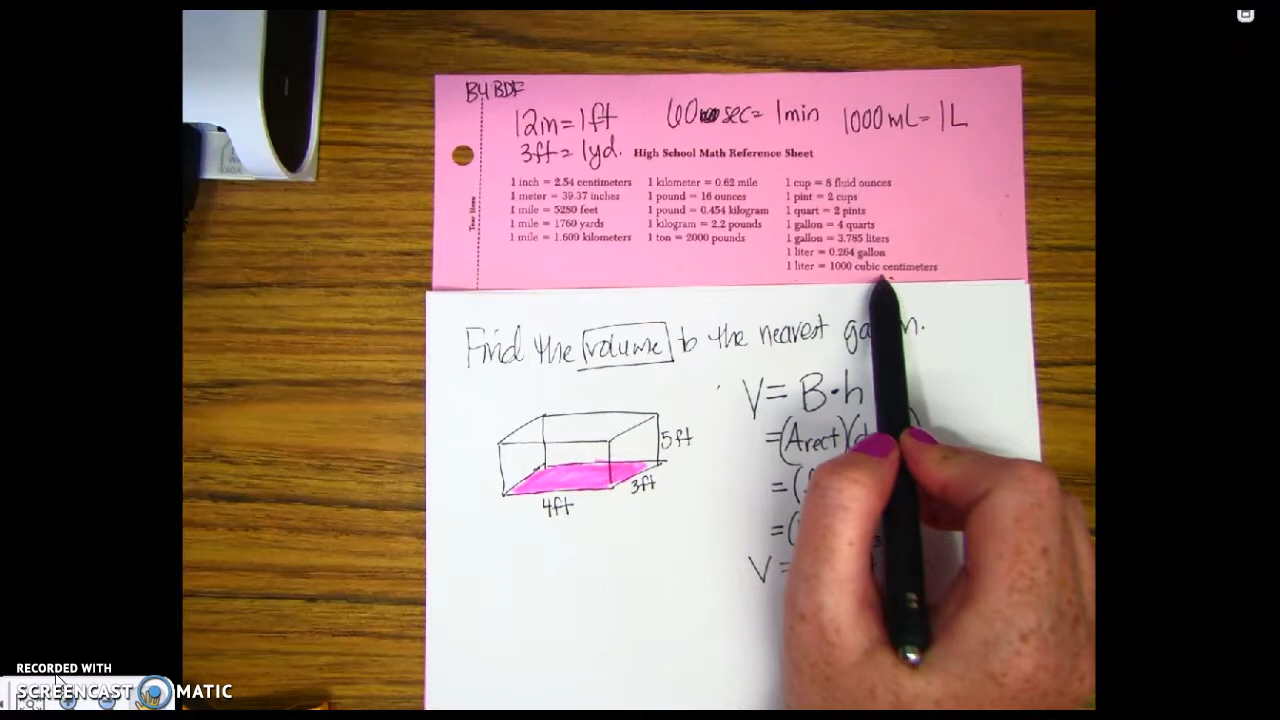 B4 BDF
12in = 1ft
60 sec = 1min
1000 mL = 1L
3ft = 1yd.
High School Math Reference Sheet
Tear Here
1 inch = 2.54 centimeters
1 meter = 39.37 inches
1 mile = 5280 feet
1 mile = 1760 yards
1 mile = 1.609 kilometers
1 kilometer = 0.62 mile
1 pound = 16 ounces
1 pound = 0.454 kilogram
1 kilogram = 2.2 pounds
1 ton = 2000 pounds
1 cup = 8 fluid ounces
1 pint = 2 cups
1 quart = 2 pints
1 gallon = 4 quarts
1 gallon = 3.785 liters
1 liter = 0.264 gallon
1 liter = 1000 cubic centimeters
Find the volume to the nearest
V = B·h
= (Arect)(
= (
= (
V =
5ft
3ft
4ft
RECORDED WITH
SCREENCAST MATIC